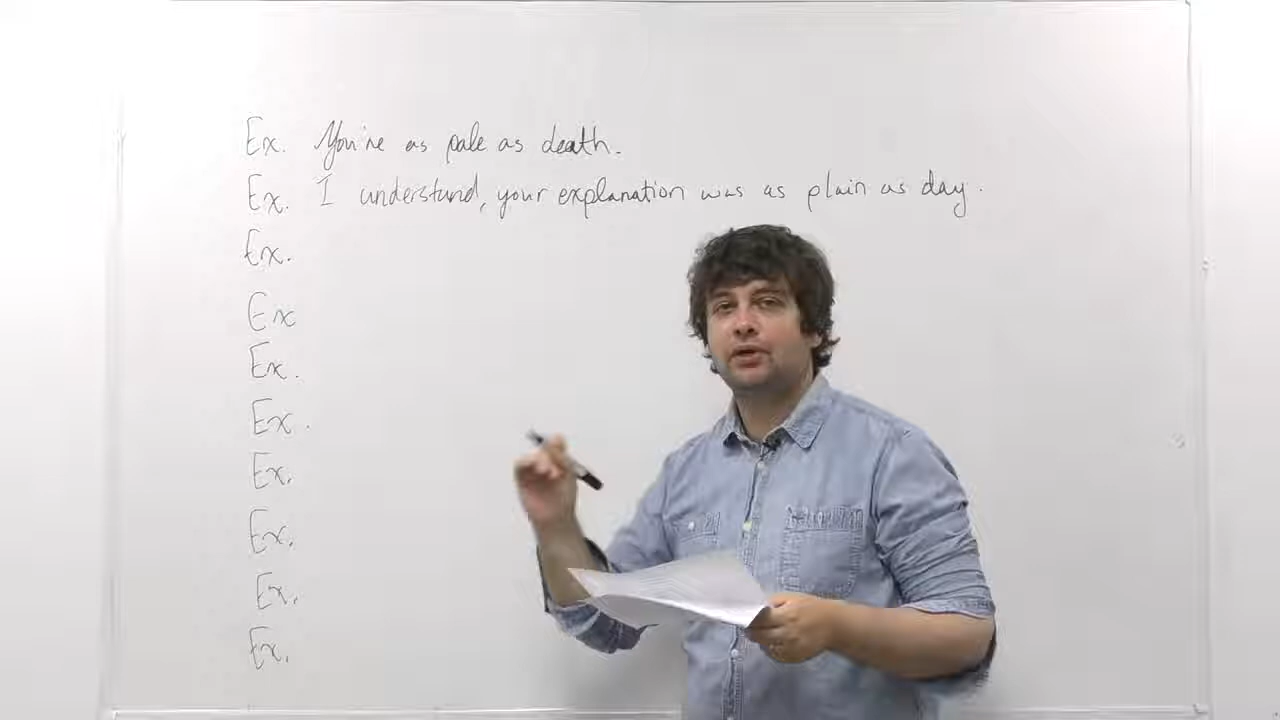 Ex. You're as pale as death.
Ex. I understand, your explanation was as plain as day.
Ex.
Ex
Ex.
Ex.
Ex.
Ex.
Ex.
Ex.